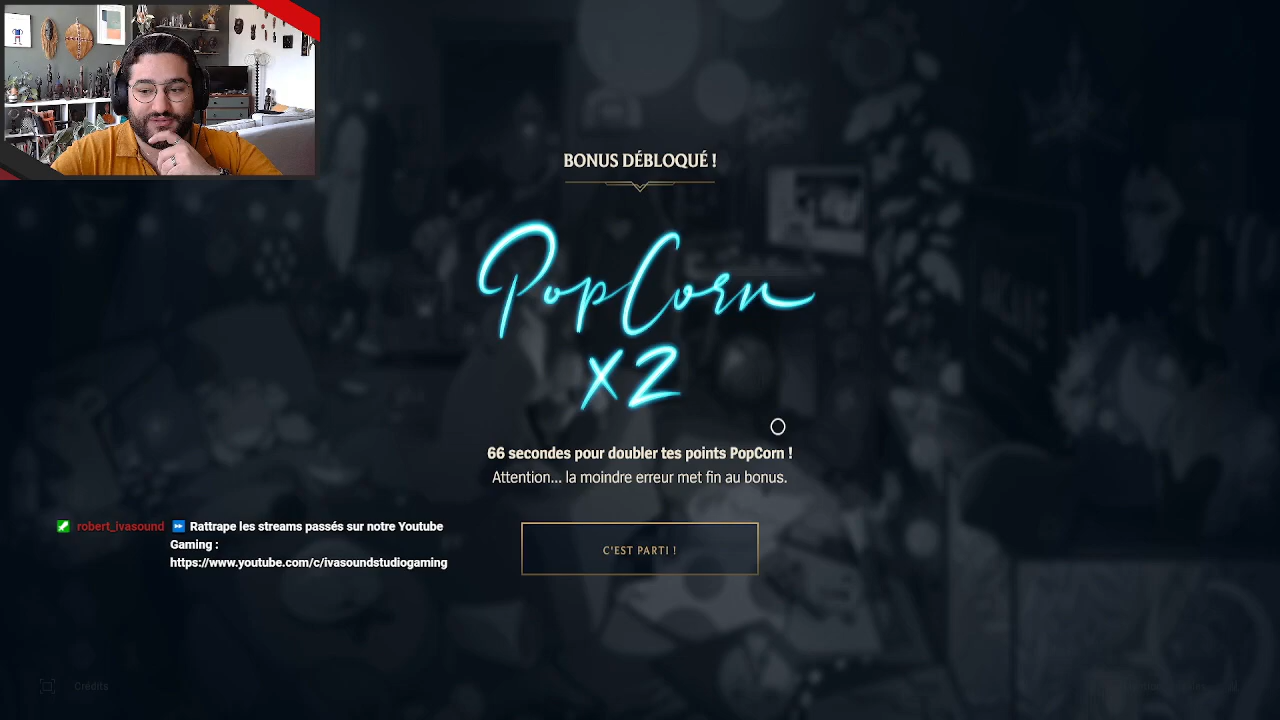 BONUS DÉBLOQUÉ !
PopCorn
x2
66 secondes pour doubler tes points PopCorn !
Attention... la moindre erreur met fin au bonus.
robert_ivasound Rattrape les streams passés sur notre Youtube
Gaming :
https://www.youtube.com/c/ivasoundstudiogaming
C'EST PARTI !
Crédits